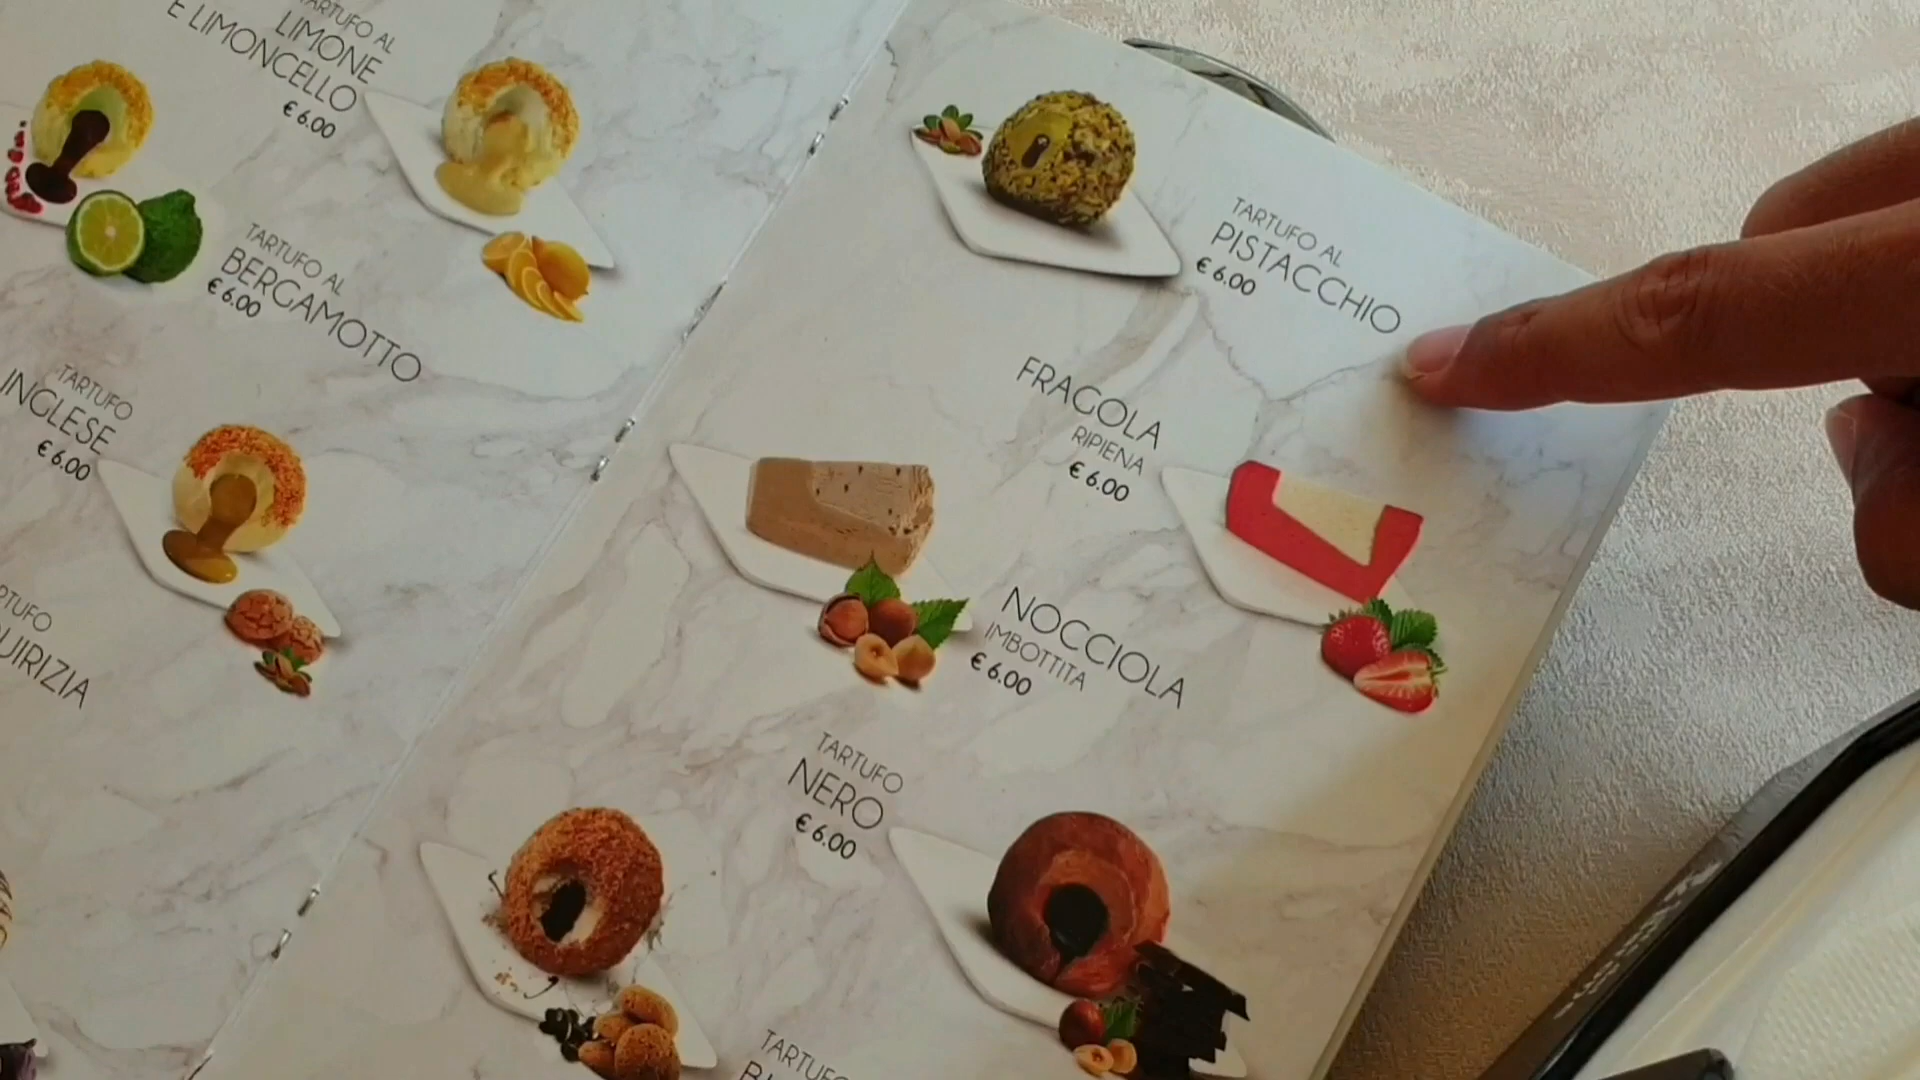 TARTUFO AL
LIMONE
E LIMONCELLO
€ 6.00
TARTUFO AL
BERGAMOTTO
€ 6.00
TARTUFO
INGLESE
€ 6.00
TARTUFO AL
PISTACCHIO
€ 6.00
FRAGOLA
RIPIENA
€ 6.00
NOCCIOLA
IMBOTTITA
€ 6.00
TARTUFO
NERO
€ 6.00
TARTUFO